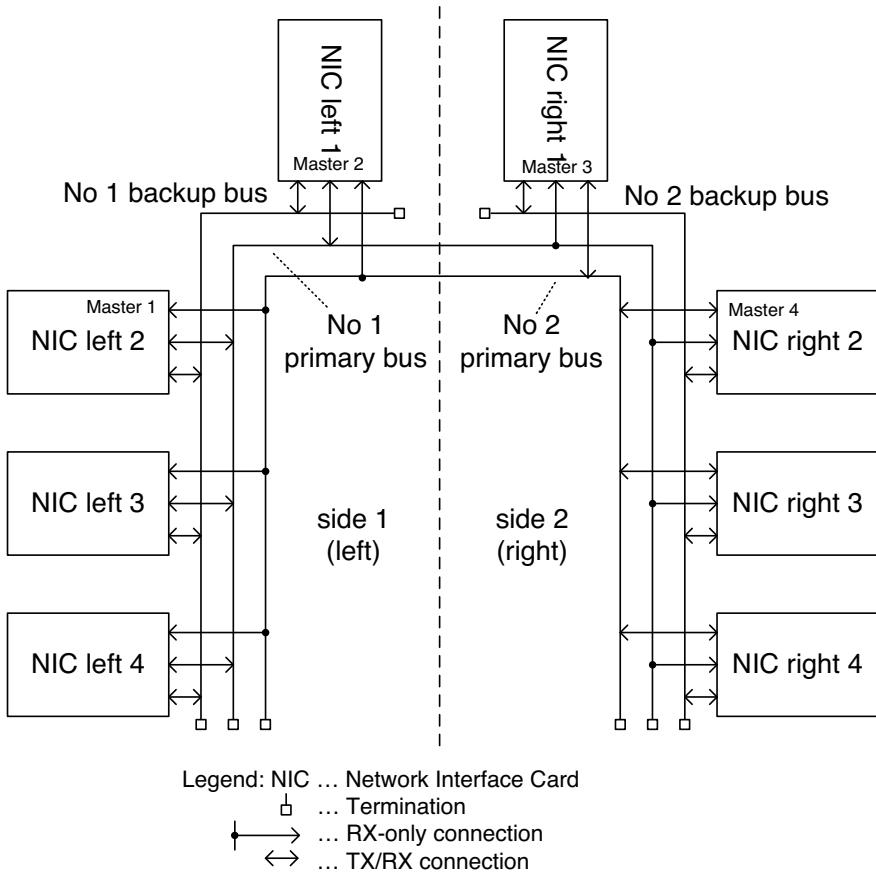 NIC left 1
Master 2
NIC right 1
Master 3
No 1 backup bus
No 2 backup bus
Master 1
NIC left 2
No 1
primary bus
No 2
primary bus
Master 4
NIC right 2
NIC left 3
side 1
(left)
side 2
(right)
NIC right 3
NIC left 4
NIC right 4
Legend: NIC … Network Interface Card
… Termination
… RX-only connection
… TX/RX connection